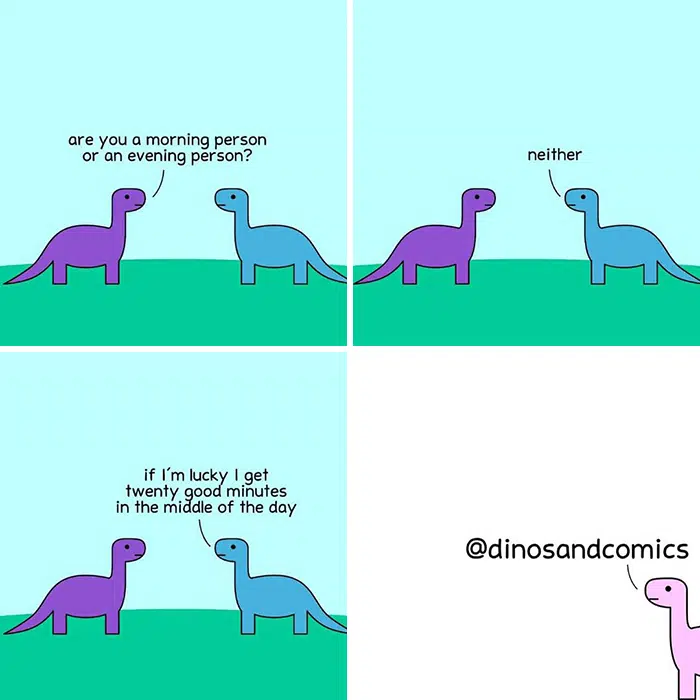 are you a morning person
or an evening person?
neither
if I´m lucky I get
twenty good minutes
in the middle of the day
@dinosandcomics